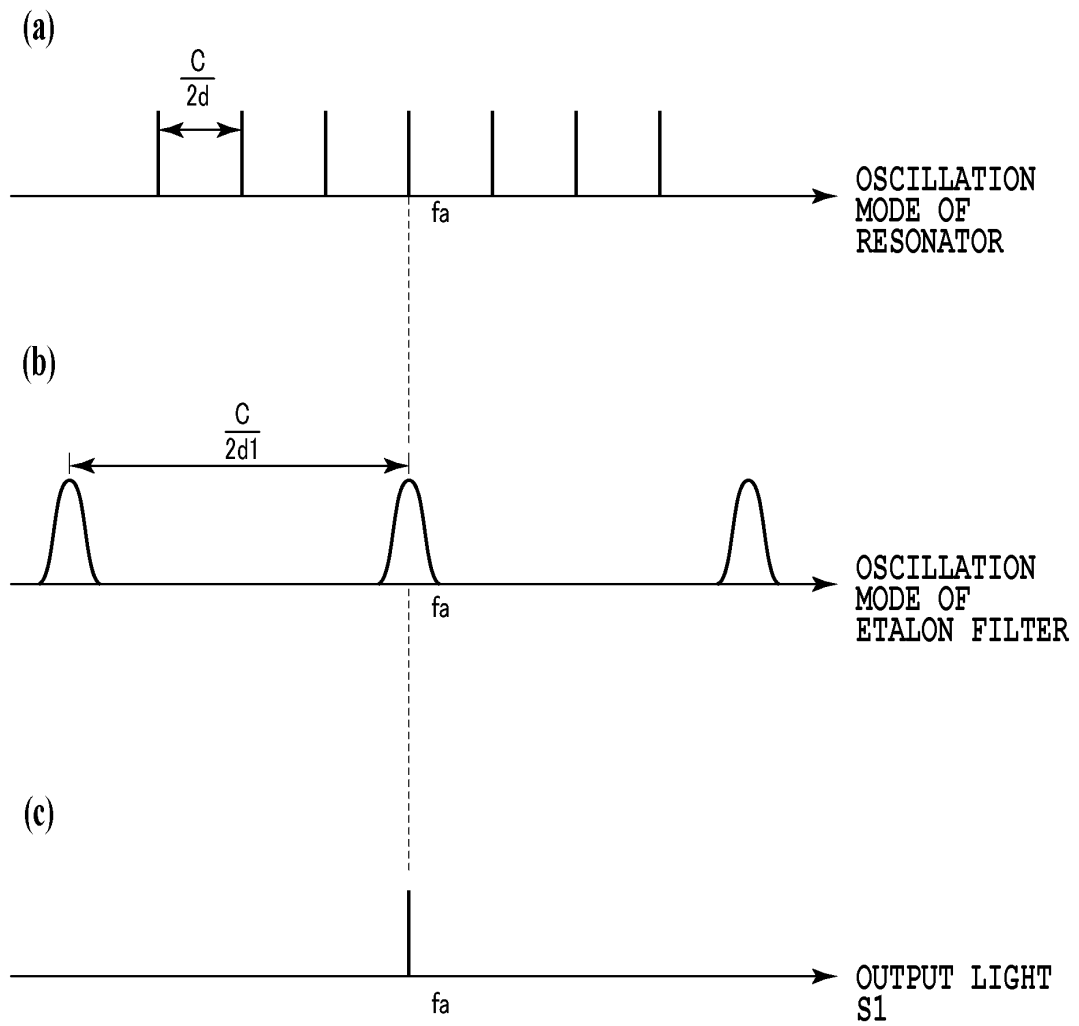 (a)
C
2d
fa
OSCILLATION
MODE OF
RESONATOR
(b)
C
2d1
fa
OSCILLATION
MODE OF
ETALON FILTER
(c)
fa
OUTPUT LIGHT
S1